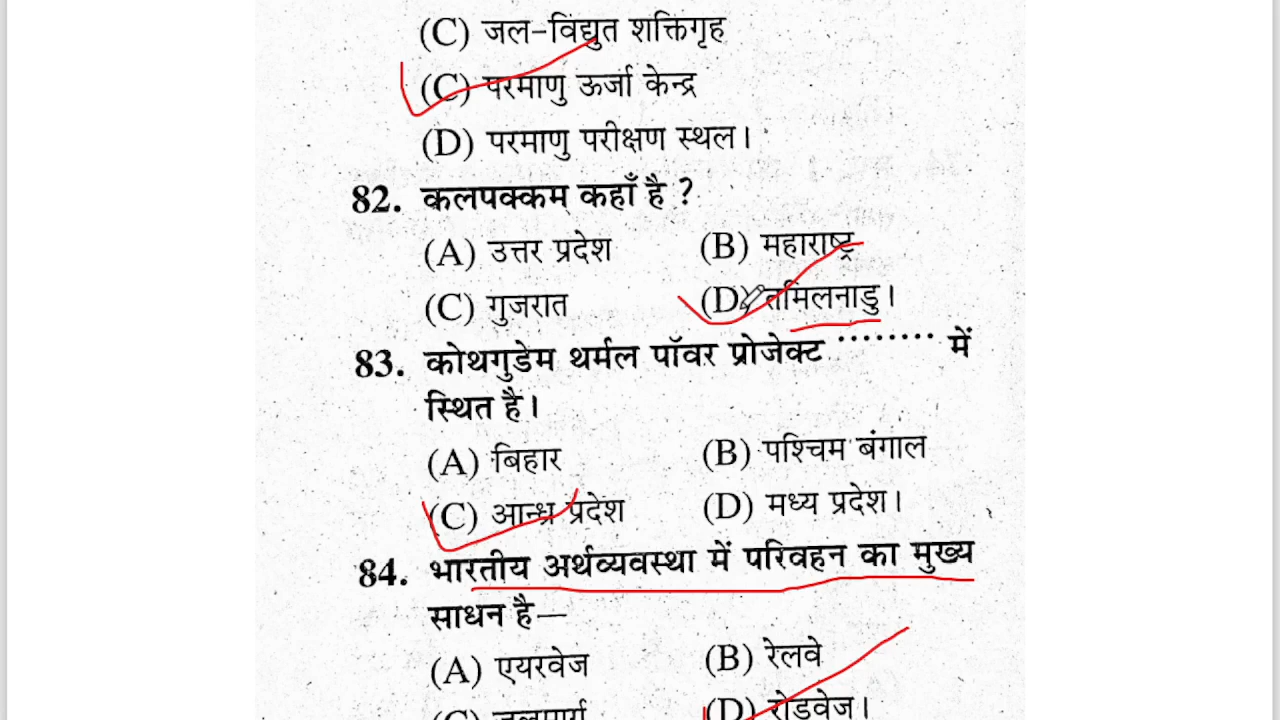 (C) जल-विद्युत शक्तिगृह
(C) परमाणु ऊर्जा केन्द्र
(D) परमाणु परीक्षण स्थल।
82. कलपक्कम कहाँ है ?
(A) उत्तर प्रदेश (B) महाराष्ट्र
(C) गुजरात (D) तमिलनाडु।
83. कोथगुडेम थर्मल पॉवर प्रोजेक्ट ········· में
स्थित है।
(A) बिहार (B) पश्चिम बंगाल
(C) आन्ध्र प्रदेश (D) मध्य प्रदेश।
84. भारतीय अर्थव्यवस्था में परिवहन का मुख्य
साधन है—
(A) एयरवेज (B) रेलवे
(C) जलमार्ग (D) रोडवेज।